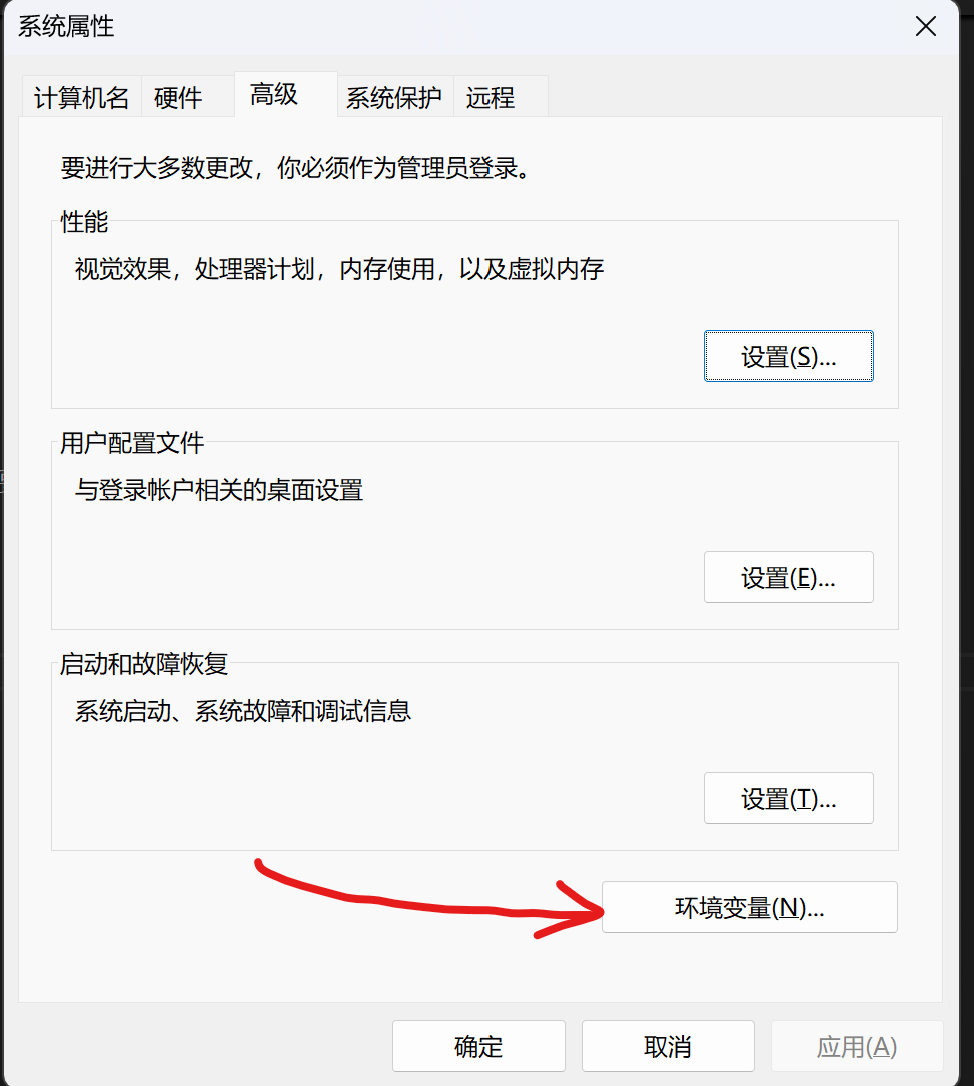 系统属性
计算机名 硬件 高级 系统保护 远程
要进行大多数更改，你必须作为管理员登录。
性能
视觉效果，处理器计划，内存使用，以及虚拟内存
设置(S)...
用户配置文件
与登录帐户相关的桌面设置
设置(E)...
启动和故障恢复
系统启动、系统故障和调试信息
设置(T)...
环境变量(N)...
确定 取消 应用(A)